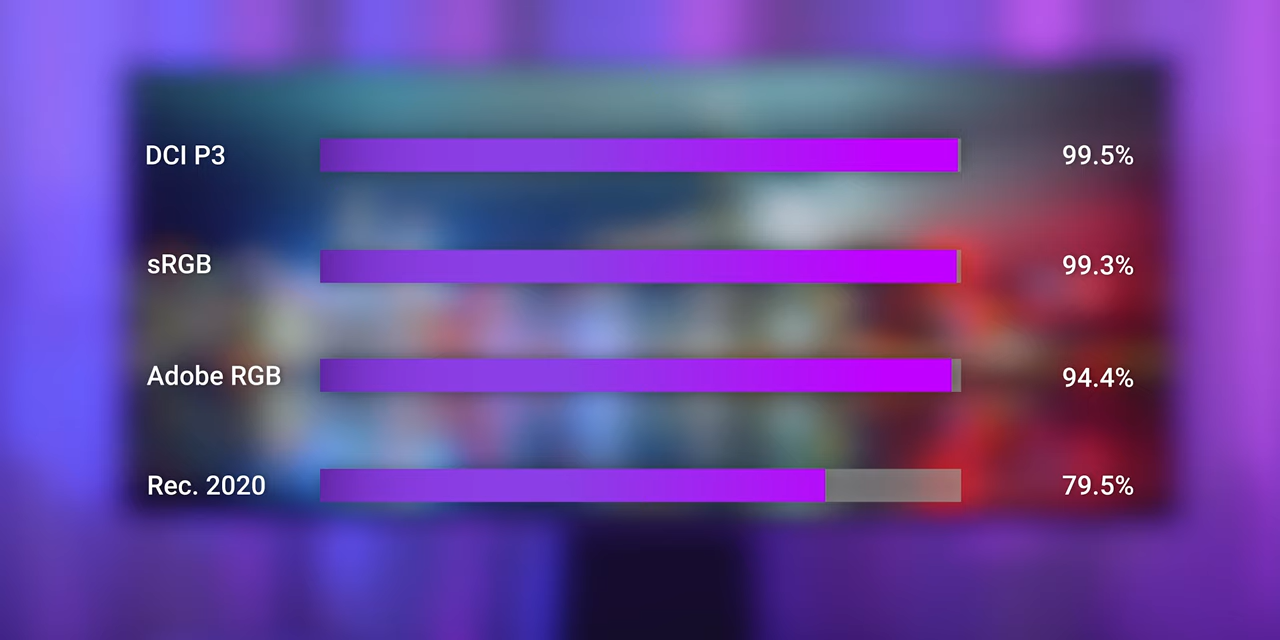 DCI P3 99.5%
sRGB 99.3%
Adobe RGB 94.4%
Rec. 2020 79.5%